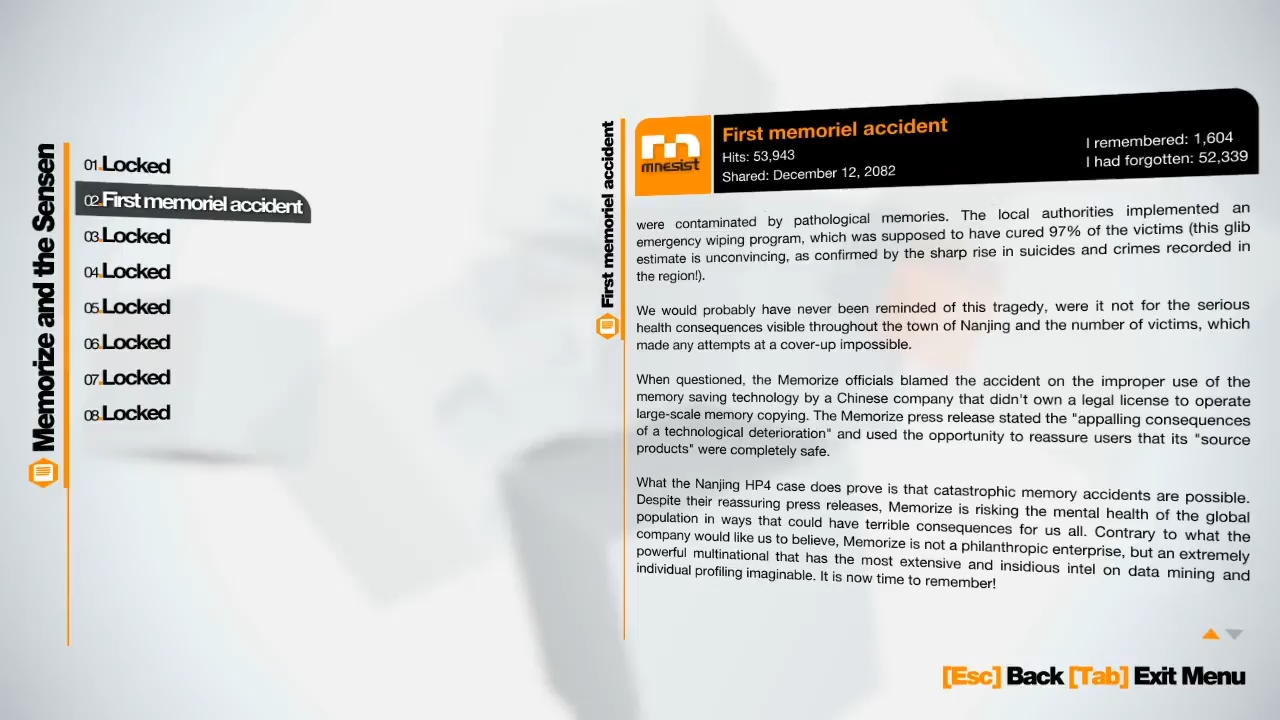 Memorize and the Sensen
01.Locked
02.First memoriel accident
03.Locked
04.Locked
05.Locked
06.Locked
07.Locked
08.Locked
First memoriel accident
mnesist
First memoriel accident
Hits: 53,943
Shared: December 12, 2082
I remembered: 1,604
I had forgotten: 52,339
were contaminated by pathological memories. The local authorities implemented an
emergency wiping program, which was supposed to have cured 97% of the victims (this glib
estimate is unconvincing, as confirmed by the sharp rise in suicides and crimes recorded in
the region!).
We would probably have never been reminded of this tragedy, were it not for the serious
health consequences visible throughout the town of Nanjing and the number of victims, which
made any attempts at a cover-up impossible.
When questioned, the Memorize officials blamed the accident on the improper use of the
memory saving technology by a Chinese company that didn't own a legal license to operate
large-scale memory copying. The Memorize press release stated the "appalling consequences
of a technological deterioration" and used the opportunity to reassure users that its "source
products" were completely safe.
What the Nanjing HP4 case does prove is that catastrophic memory accidents are possible.
Despite their reassuring press releases, Memorize is risking the mental health of the global
population in ways that could have terrible consequences for us all. Contrary to what the
company would like us to believe, Memorize is not a philanthropic enterprise, but an extremely
powerful multinational that has the most extensive and insidious intel on data mining and
individual profiling imaginable. It is now time to remember!
[Esc] Back [Tab] Exit Menu